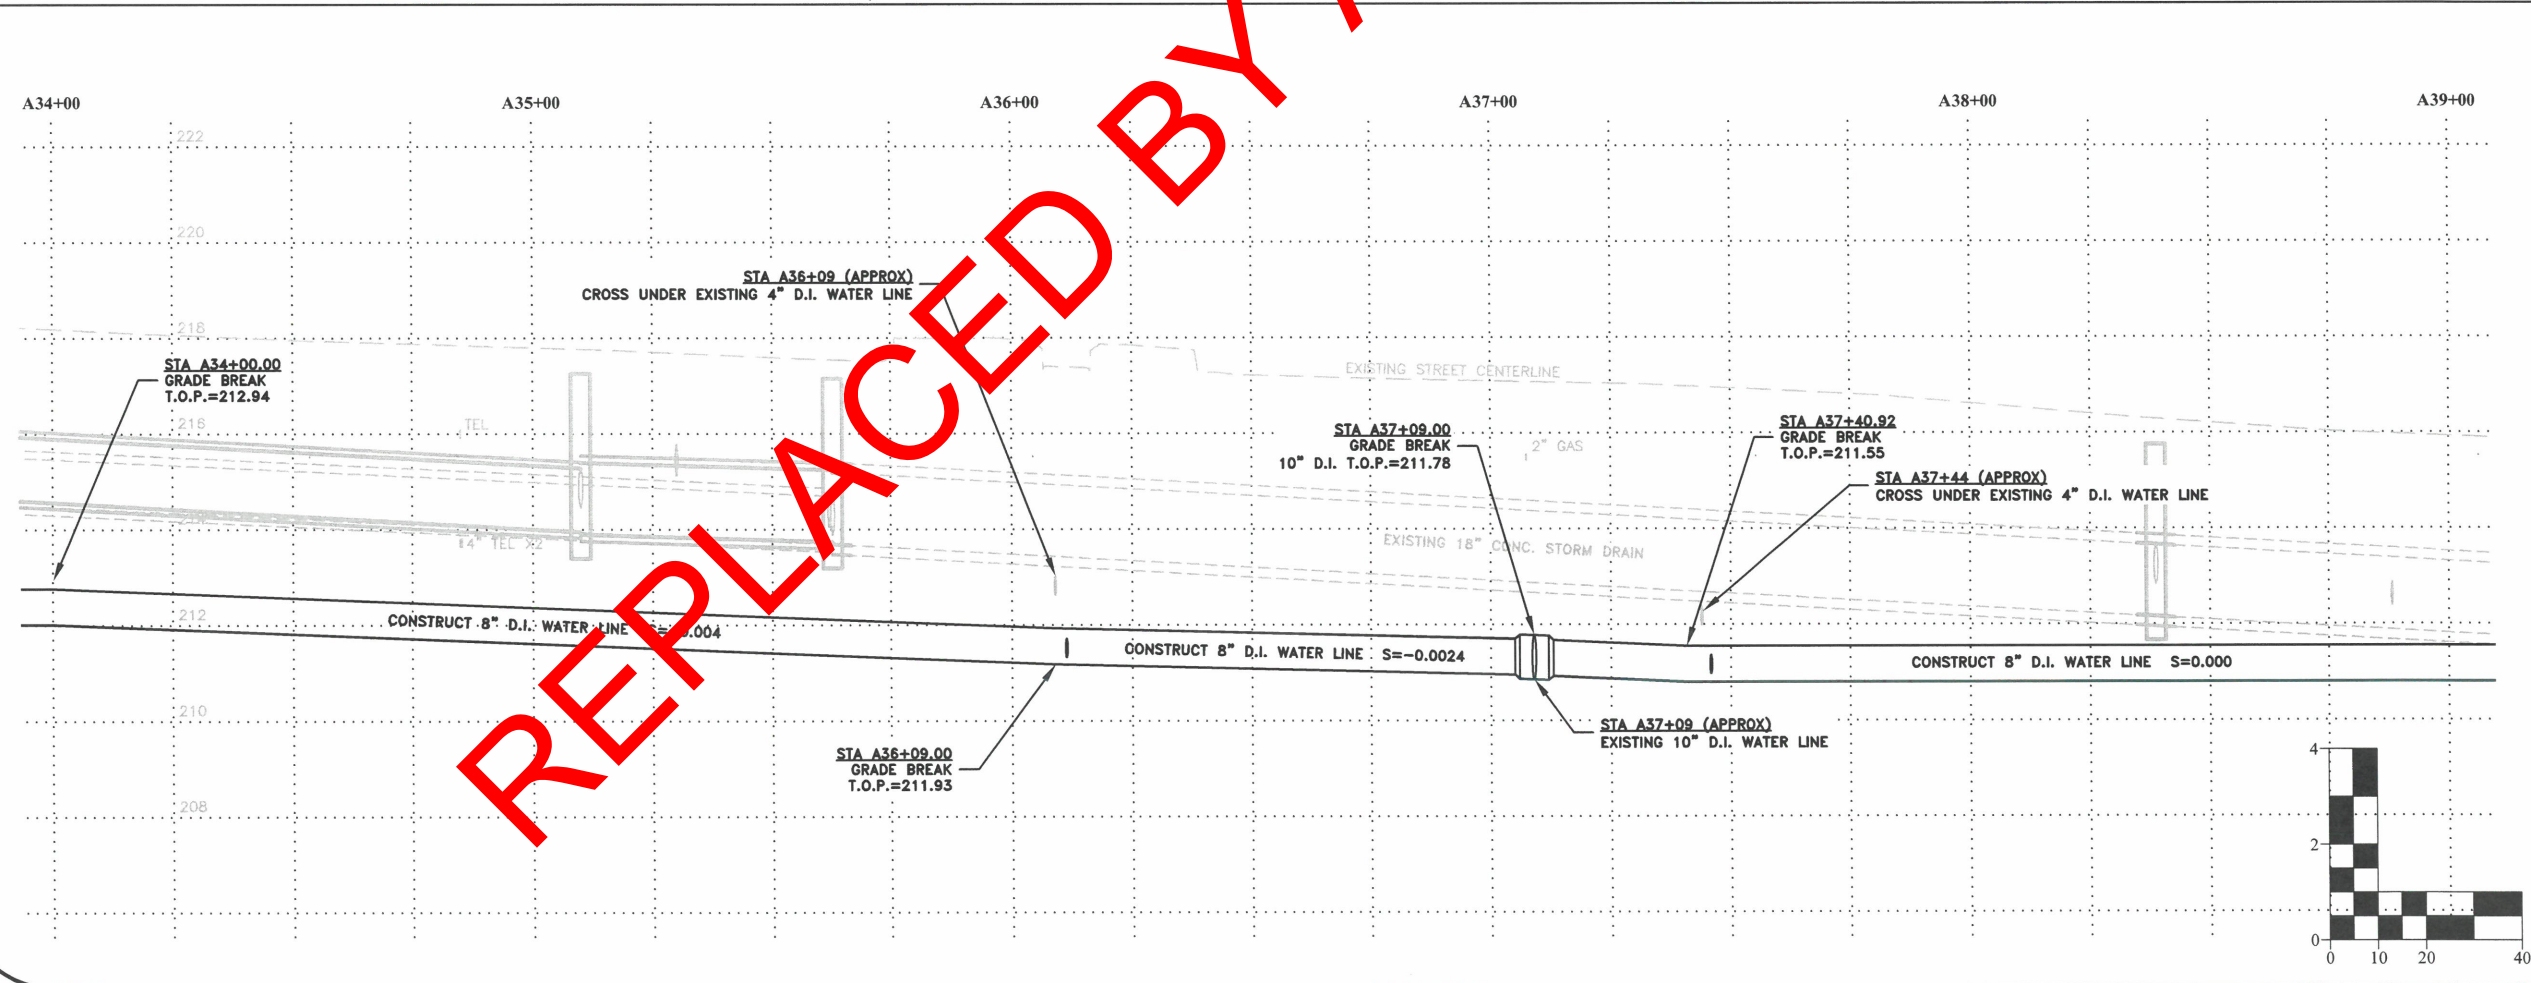 A34+00 A35+00 A36+00 A37+00 A38+00 A39+00
222
220
218
216
212
210
208
STA A34+00.00
GRADE BREAK
T.O.P.=212.94
STA A36+09 (APPROX)
CROSS UNDER EXISTING 4" D.I. WATER LINE
EXISTING STREET CENTERLINE
TEL
4" TEL X2
STA A37+09.00
GRADE BREAK
10" D.I. T.O.P.=211.78
2" GAS
STA A37+40.92
GRADE BREAK
T.O.P.=211.55
STA A37+44 (APPROX)
CROSS UNDER EXISTING 4" D.I. WATER LINE
EXISTING 18" CONC. STORM DRAIN
CONSTRUCT 8" D.I. WATER LINE
CONSTRUCT 8" D.I. WATER LINE S=-0.0024
CONSTRUCT 8" D.I. WATER LINE S=0.000
STA A36+09.00
GRADE BREAK
T.O.P.=211.93
STA A37+09 (APPROX)
EXISTING 10" D.I. WATER LINE
REPLACED BY
4
2
0
0 10 20 40